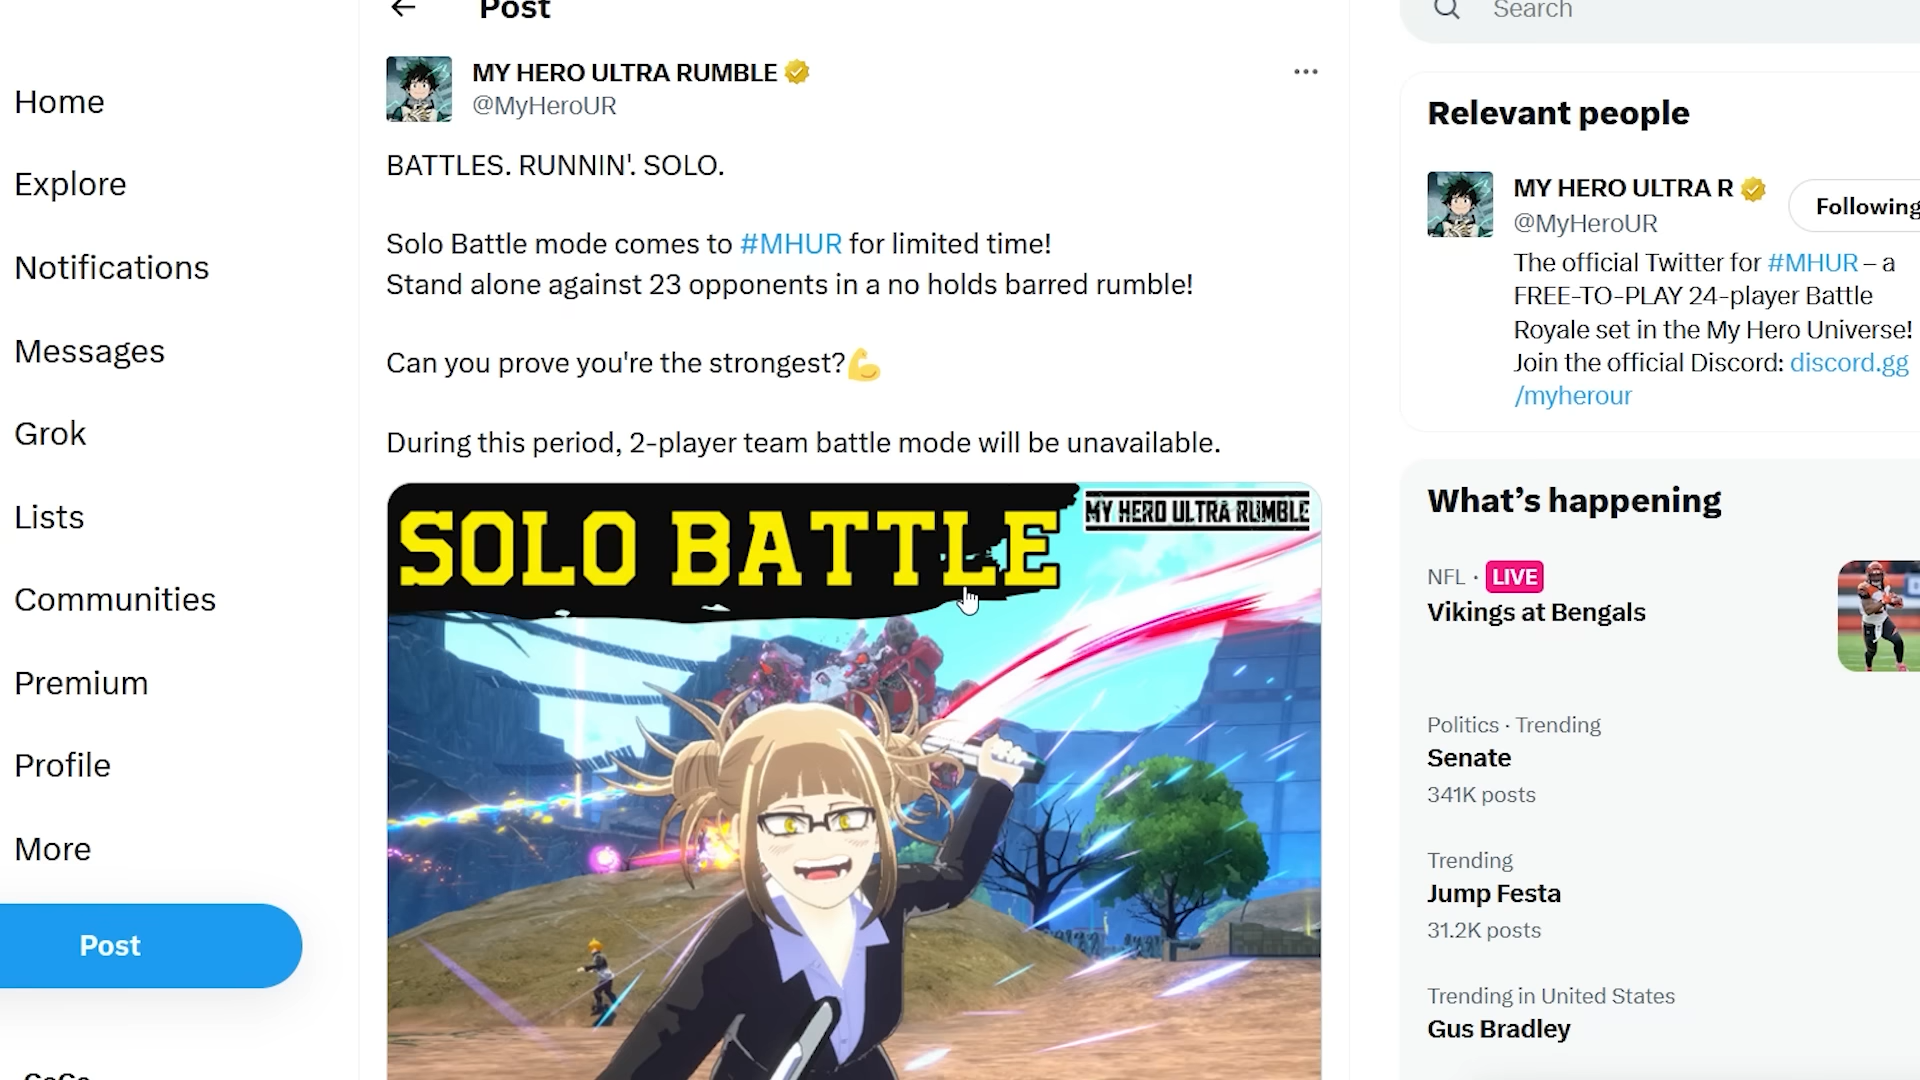 Post
Search
Home
Explore
Notifications
Messages
Grok
Lists
Communities
Premium
Profile
More
Post
MY HERO ULTRA RUMBLE
@MyHeroUR
BATTLES. RUNNIN'. SOLO.
Solo Battle mode comes to #MHUR for limited time!
Stand alone against 23 opponents in a no holds barred rumble!
Can you prove you're the strongest?💪
During this period, 2-player team battle mode will be unavailable.
SOLO BATTLE
MY HERO ULTRA RUMBLE
Relevant people
MY HERO ULTRA R
@MyHeroUR
Following
The official Twitter for #MHUR – a
FREE-TO-PLAY 24-player Battle
Royale set in the My Hero Universe!
Join the official Discord: discord.gg
/myherour
What's happening
NFL · LIVE
Vikings at Bengals
Politics · Trending
Senate
341K posts
Trending
Jump Festa
31.2K posts
Trending in United States
Gus Bradley